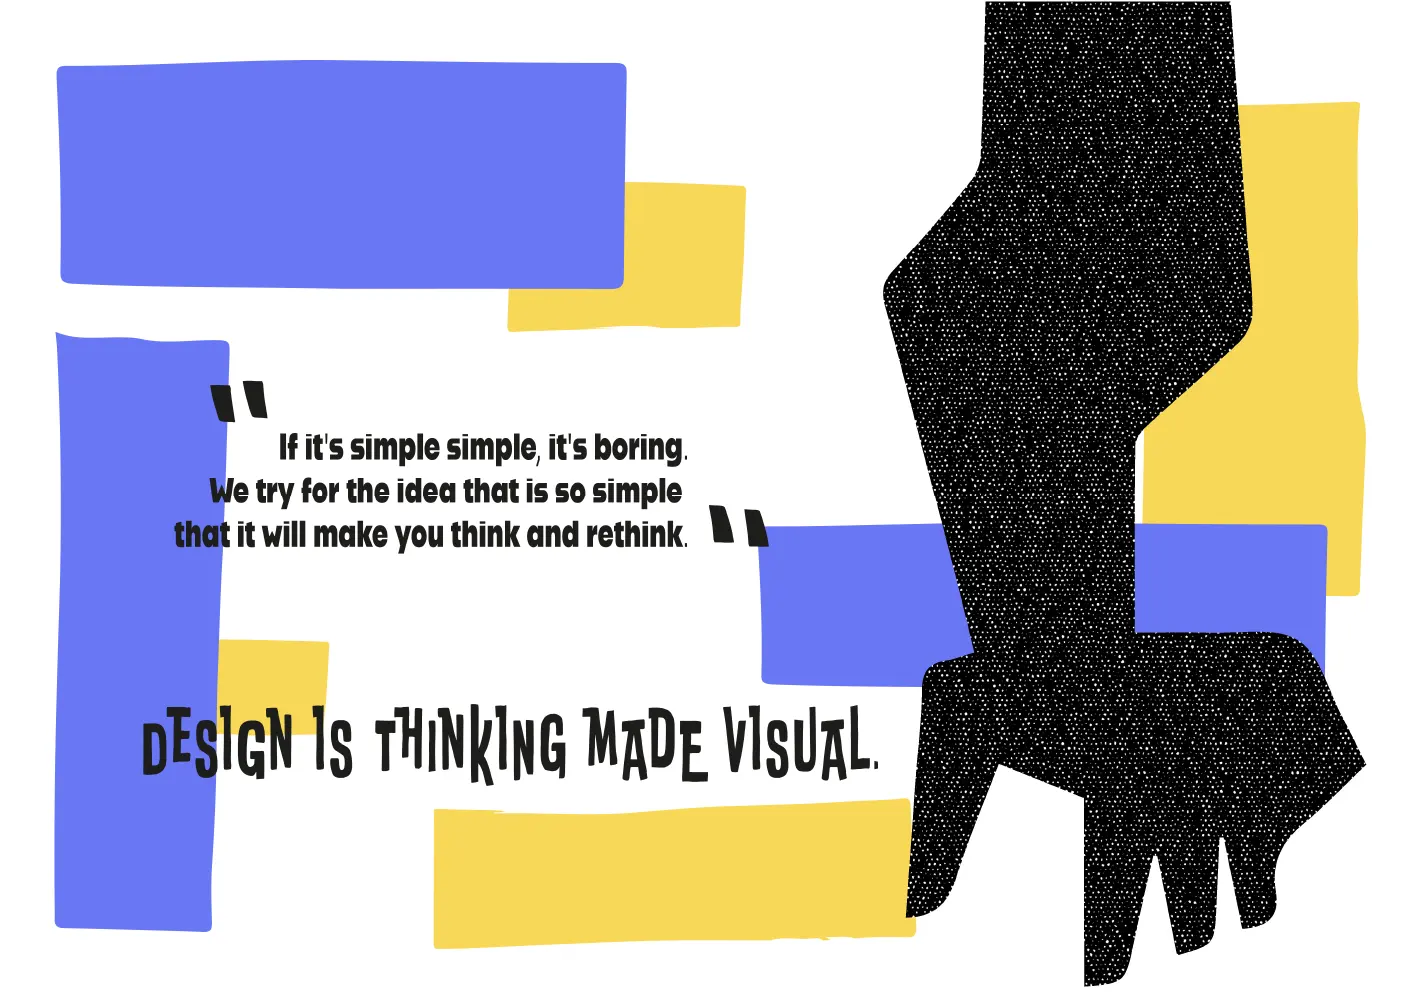 "If it's simple simple, it's boring.
We try for the idea that is so simple
that it will make you think and rethink."
DESIGN IS THINKING MADE VISUAL.